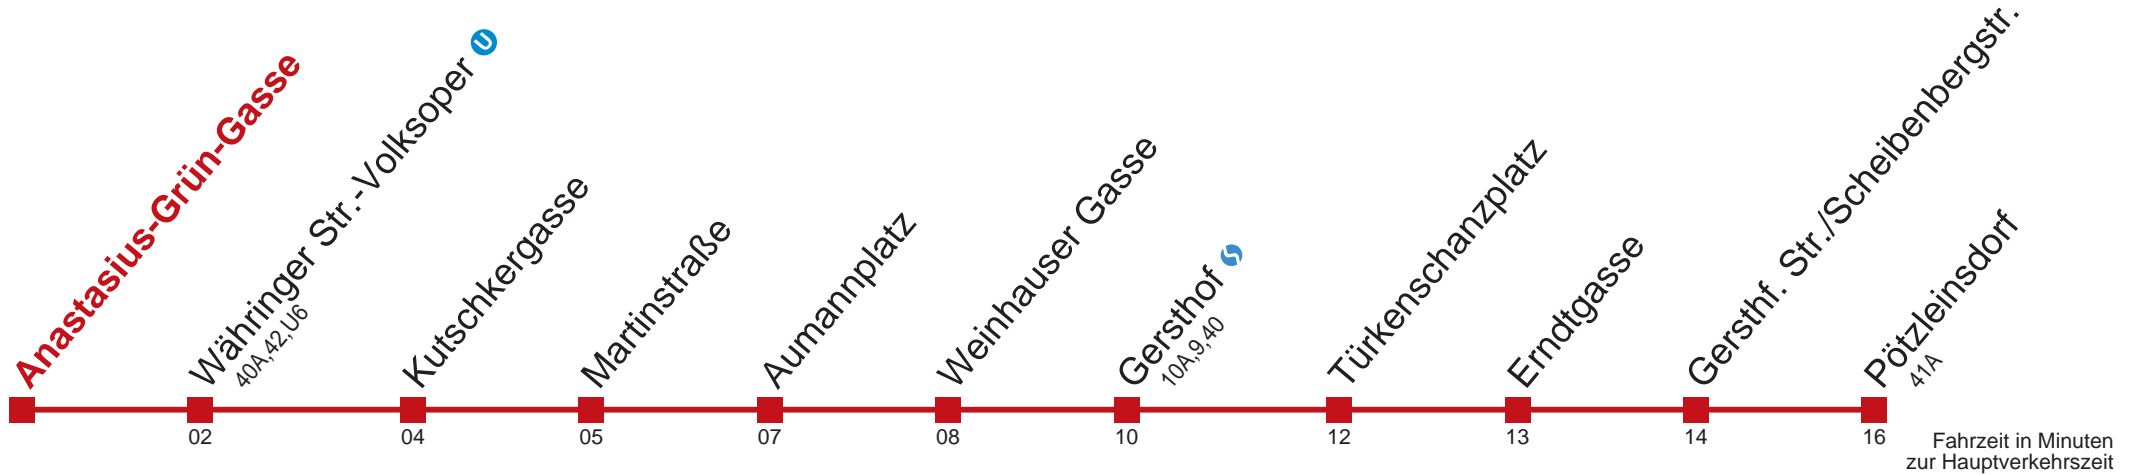 Anastasius-Grün-Gasse
Währinger Str.-Volksoper U
40A,42,U6
Kutschkergasse
Martinstraße
Aumannplatz
Weinhauser Gasse
Gersthof S
10A,9,40
Türkenschanzplatz
Erndtgasse
Gersthf. Str./Scheibenbergstr.
Pötzleinsdorf
41A
02 04 05 07 08 10 12 13 14 16
Fahrzeit in Minuten
zur Hauptverkehrszeit